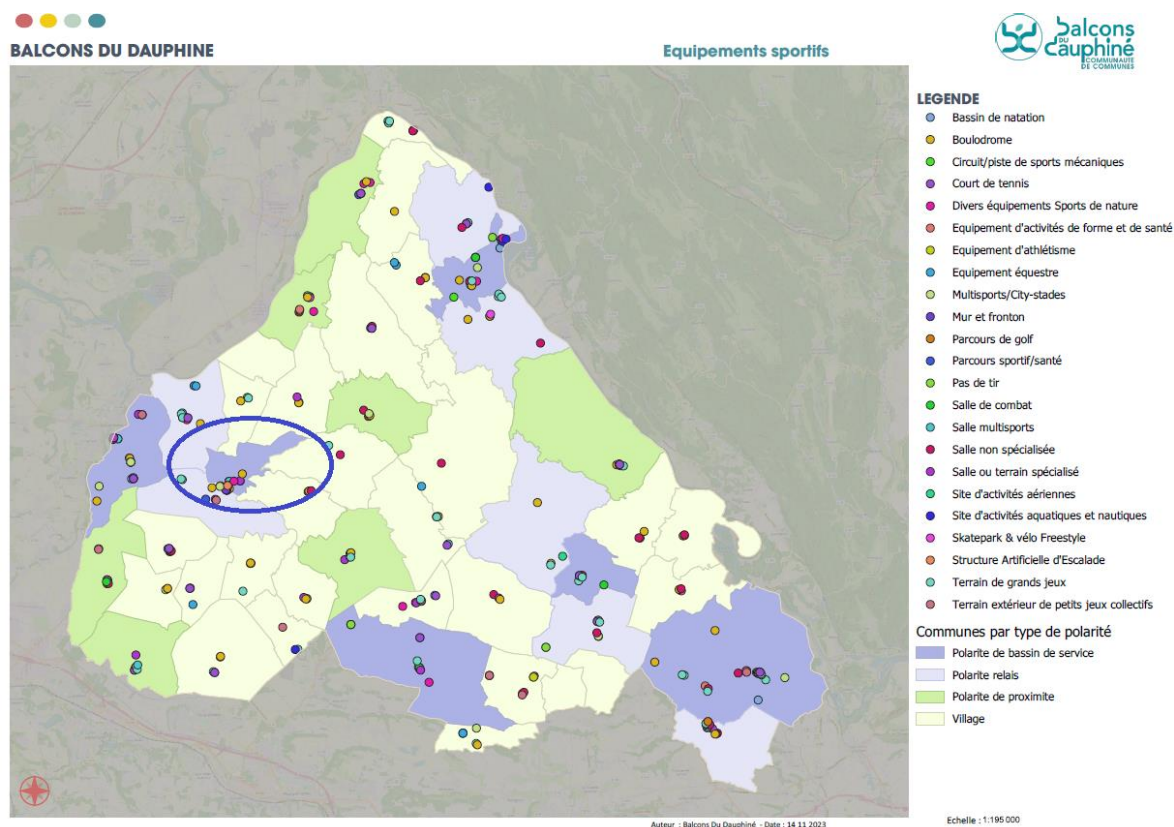 BALCONS DU DAUPHINE
Equipements sportifs
balcons
DU
Dauphiné
COMMUNAUTÉ
DE COMMUNES
LEGENDE
Bassin de natation
Boulodrome
Circuit/piste de sports mécaniques
Court de tennis
Divers équipements Sports de nature
Equipement d'activités de forme et de santé
Equipement d'athlétisme
Equipement équestre
Multisports/City-stades
Mur et fronton
Parcours de golf
Parcours sportif/santé
Pas de tir
Salle de combat
Salle multisports
Salle non spécialisée
Salle ou terrain spécialisé
Site d'activités aériennes
Site d'activités aquatiques et nautiques
Skatepark & vélo Freestyle
Structure Artificielle d'Escalade
Terrain de grands jeux
Terrain extérieur de petits jeux collectifs
Communes par type de polarité
Polarite de bassin de service
Polarite relais
Polarite de proximite
Village
Auteur : Balcons Du Dauphiné - Date : 14 11 2023
Echelle : 1:195 000